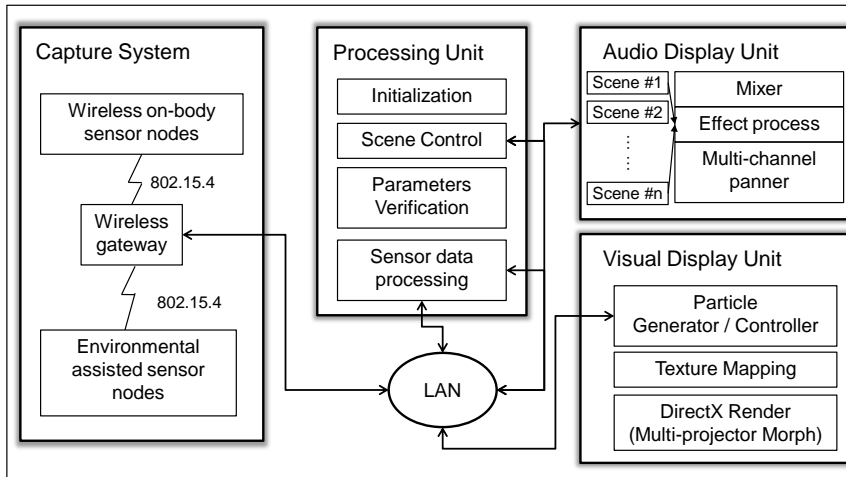 Capture System
Wireless on-body
sensor nodes
802.15.4
Wireless
gateway
802.15.4
Environmental
assisted sensor
nodes
Processing Unit
Initialization
Scene Control
Parameters
Verification
Sensor data
processing
LAN
Audio Display Unit
Scene #1
Scene #2
Scene #n
Mixer
Effect process
Multi-channel
panner
Visual Display Unit
Particle
Generator / Controller
Texture Mapping
DirectX Render
(Multi-projector Morph)